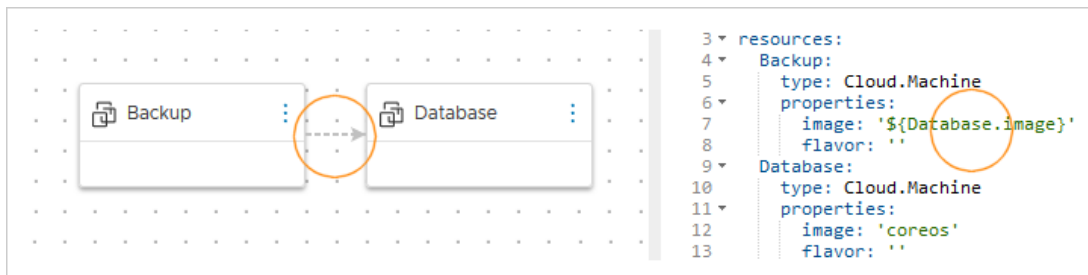 Backup
Database
3 resources:
4 Backup:
5 type: Cloud.Machine
6 properties:
7 image: '${Database.image}'
8 flavor: ''
9 Database:
10 type: Cloud.Machine
11 properties:
12 image: 'coreos'
13 flavor: ''